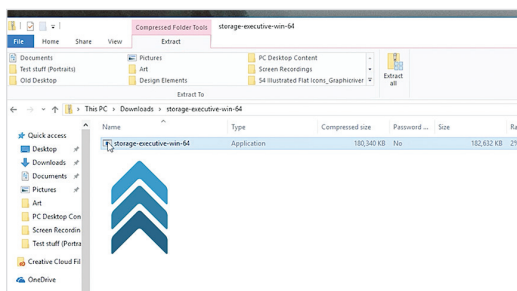 Compressed Folder Tools storage-executive-win-64
File Home Share View Extract
Documents Pictures PC Desktop Content
Test stuff (Portraits) Art Screen Recordings
Old Desktop Design Elements 54 Illustrated Flat Icons_Graphicriver
Extract all
Extract To
This PC > Downloads > storage-executive-win-64
Name Type Compressed size Password ... Size
Quick access
storage-executive-win-64 Application 180,340 KB No 182,632 KB
Desktop
Downloads
Documents
Pictures
Art
PC Desktop Con
Screen Recordin
Test stuff (Portra
Creative Cloud Fil
OneDrive